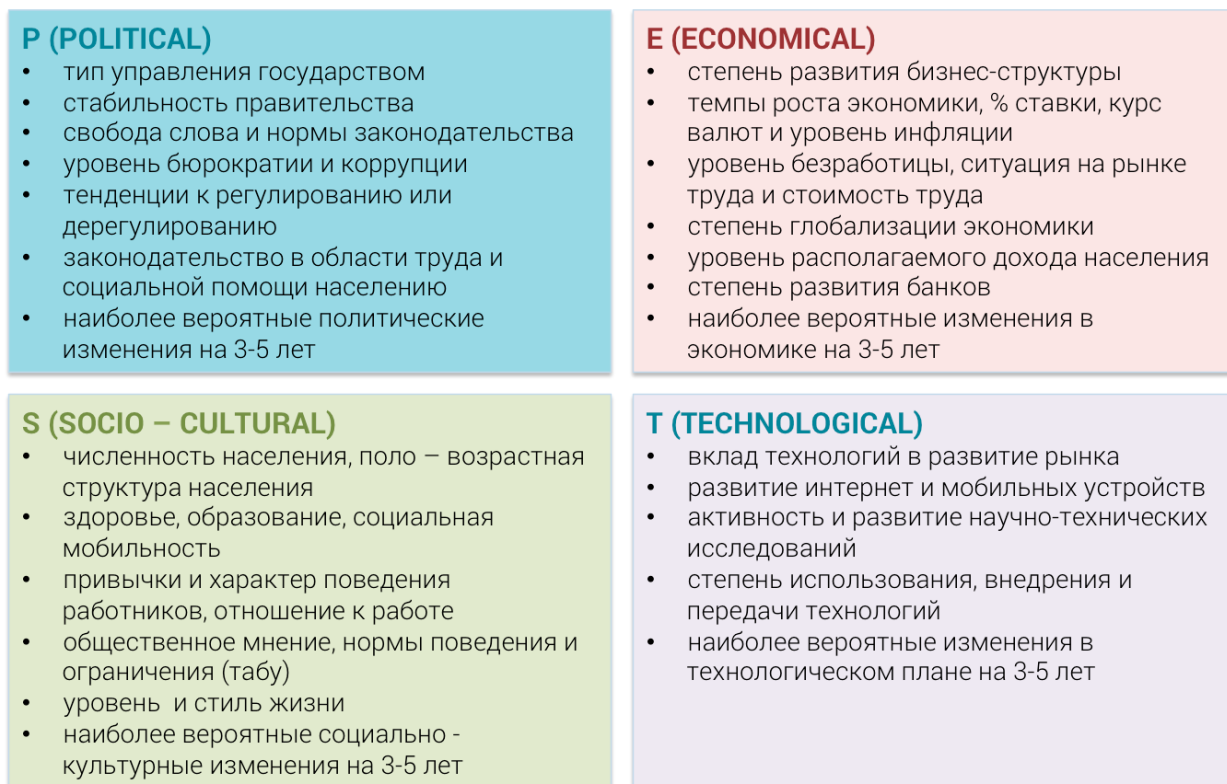 P (POLITICAL)
• тип управления государством
• стабильность правительства
• свобода слова и нормы законодательства
• уровень бюрократии и коррупции
• тенденции к регулированию или
дерегулированию
• законодательство в области труда и
социальной помощи населению
• наиболее вероятные политические
изменения на 3-5 лет
E (ECONOMICAL)
• степень развития бизнес-структуры
• темпы роста экономики, % ставки, курс
валют и уровень инфляции
• уровень безработицы, ситуация на рынке
труда и стоимость труда
• степень глобализации экономики
• уровень располагаемого дохода населения
• степень развития банков
• наиболее вероятные изменения в
экономике на 3-5 лет
S (SOCIO – CULTURAL)
• численность населения, поло – возрастная
структура населения
• здоровье, образование, социальная
мобильность
• привычки и характер поведения
работников, отношение к работе
• общественное мнение, нормы поведения и
ограничения (табу)
• уровень  и стиль жизни
• наиболее вероятные социально -
культурные изменения на 3-5 лет
T (TECHNOLOGICAL)
• вклад технологий в развитие рынка
• развитие интернет и мобильных устройств
• активность и развитие научно-технических
исследований
• степень использования, внедрения и
передачи технологий
• наиболее вероятные изменения в
технологическом плане на 3-5 лет